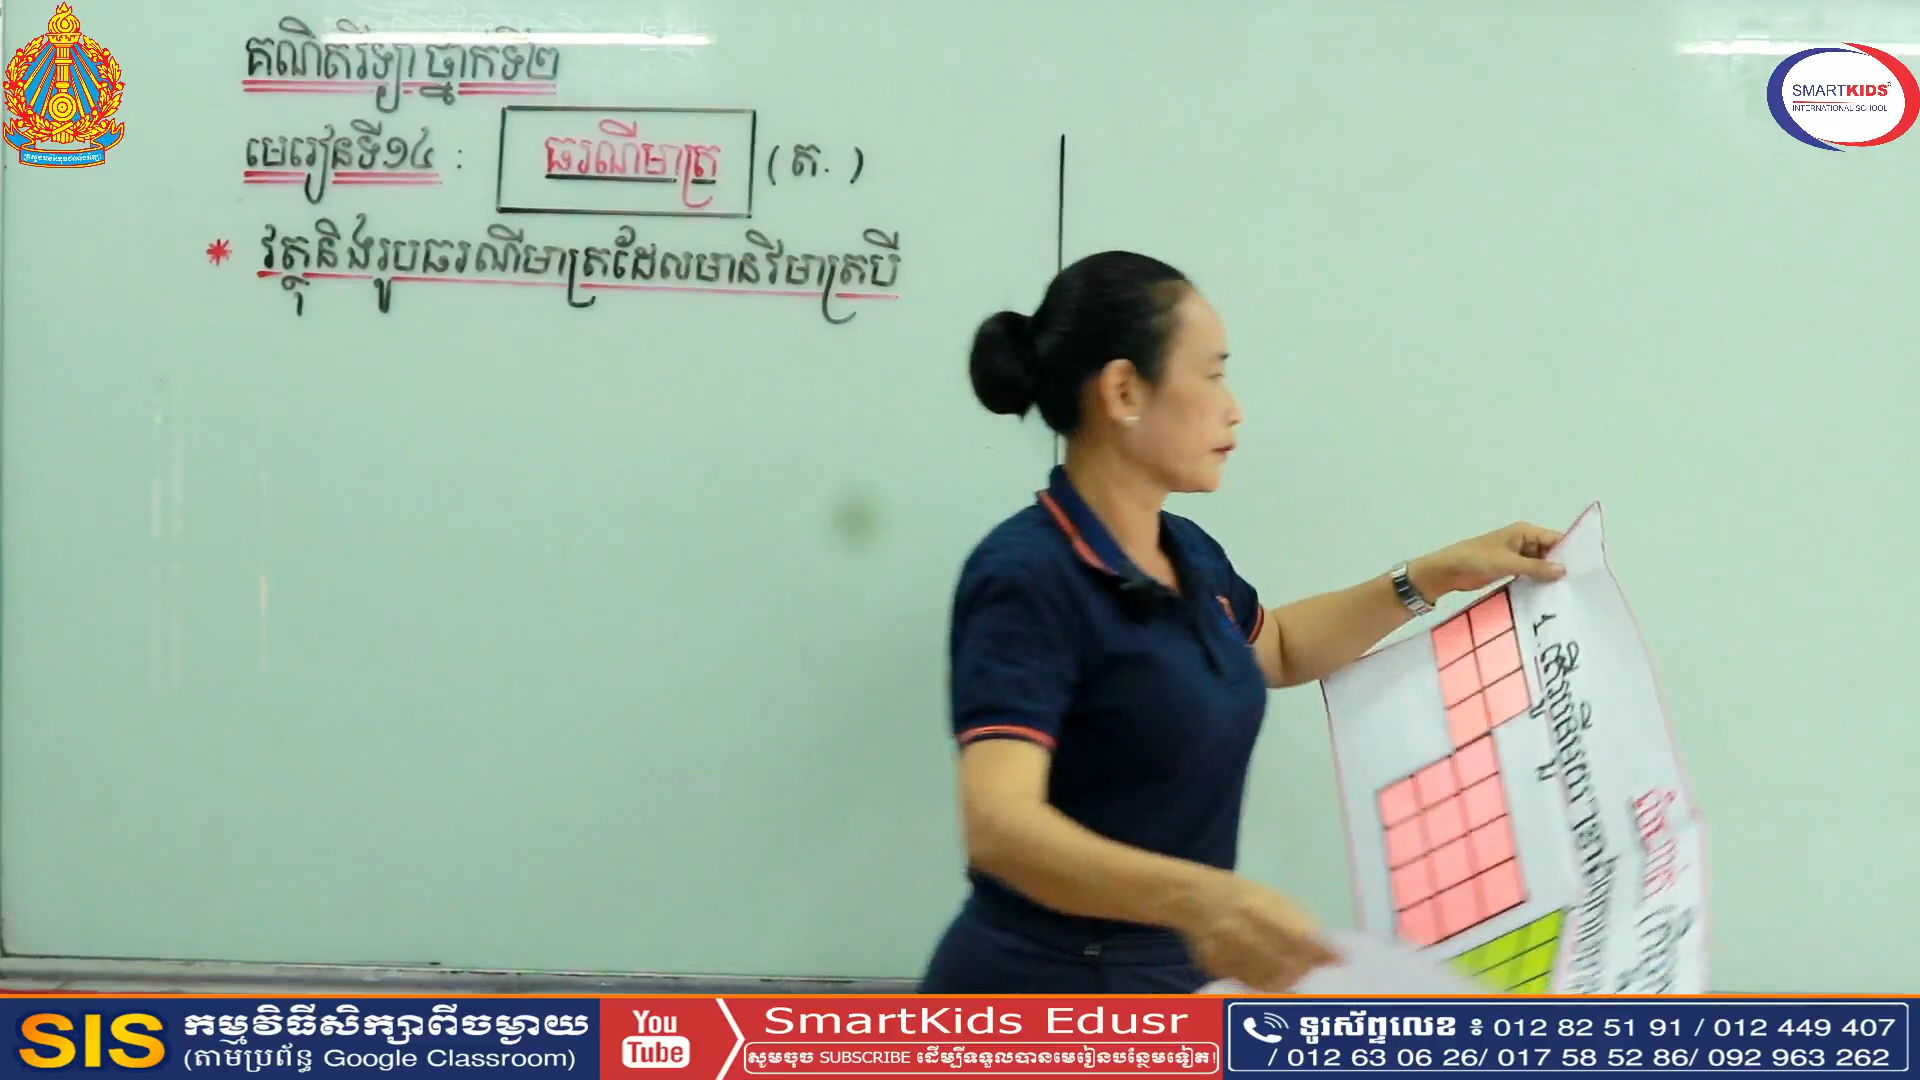 គណិតវិទ្យា ថ្នាក់ទី២
មេរៀនទី១៤ : ធរណីមាត្រ (ត. )
* វត្ថុនិងរូបធរណីមាត្រដែលមានវិមាត្របី
SMARTKIDS
INTERNATIONAL SCHOOL
លំហាត់
១.
SIS កម្មវិធីសិក្សាពីចម្ងាយ
(តាមប្រព័ន្ធ Google Classroom)
You
Tube
SmartKids Edusr
សូមចុច SUBSCRIBE ដើម្បីទទួលបានមេរៀនបន្ថែមទៀត!
ទូរស័ព្ទលេខ ៖ 012 82 51 91 / 012 449 407
/ 012 63 06 26/ 017 58 52 86/ 092 963 262